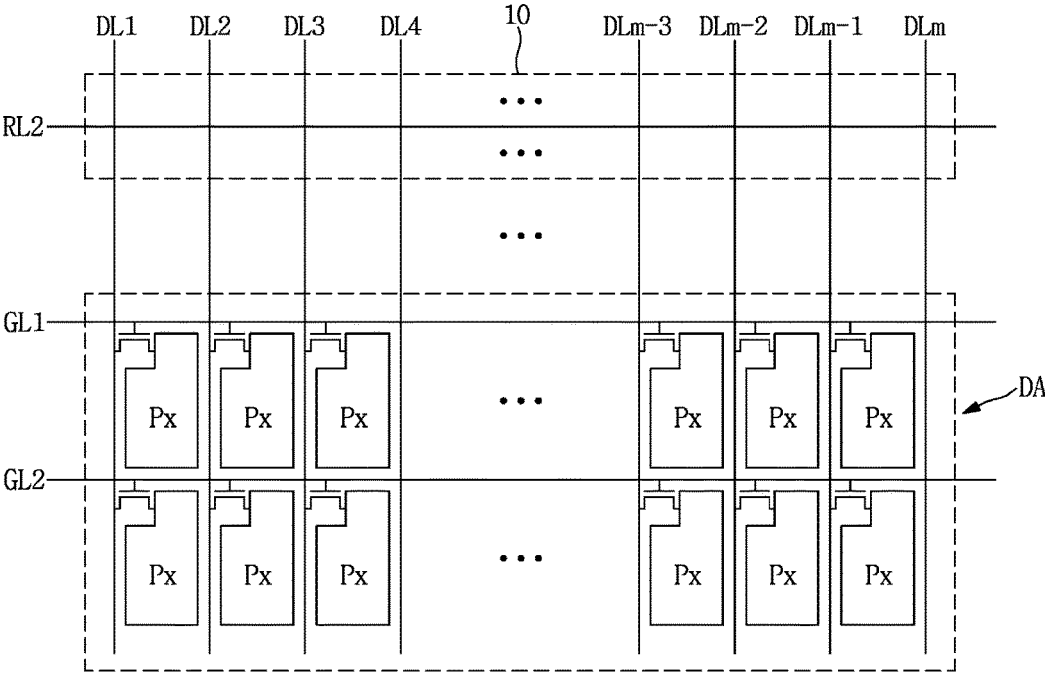 10
DL1 DL2 DL3 DL4 DLm-3 DLm-2 DLm-1 DLm
RL2
GL1
DA
Px Px Px Px Px Px
GL2
Px Px Px Px Px Px